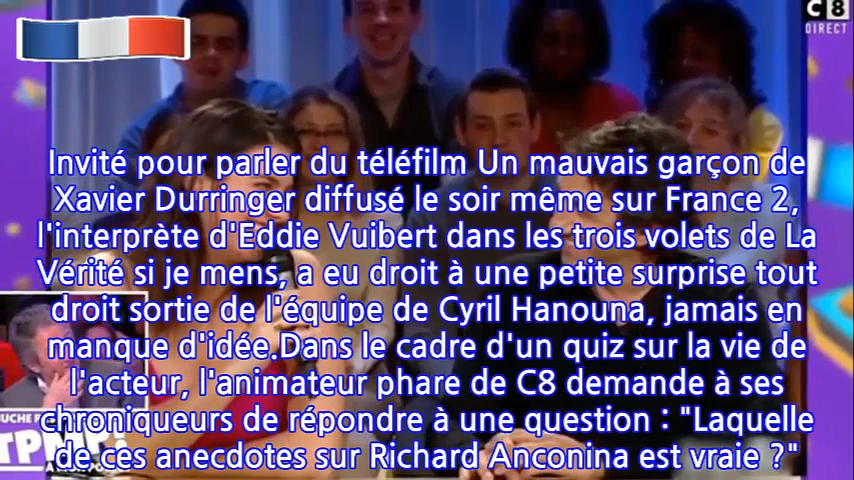 C8
DIRECT
Invité pour parler du téléfilm Un mauvais garçon de
Xavier Durringer diffusé le soir même sur France 2,
l'interprète d'Eddie Vuibert dans les trois volets de La
Vérité si je mens, a eu droit à une petite surprise tout
droit sortie de l'équipe de Cyril Hanouna, jamais en
manque d'idée.Dans le cadre d'un quiz sur la vie de
l'acteur, l'animateur phare de C8 demande à ses
chroniqueurs de répondre à une question : "Laquelle
de ces anecdotes sur Richard Anconina est vraie ?"
TPMP!